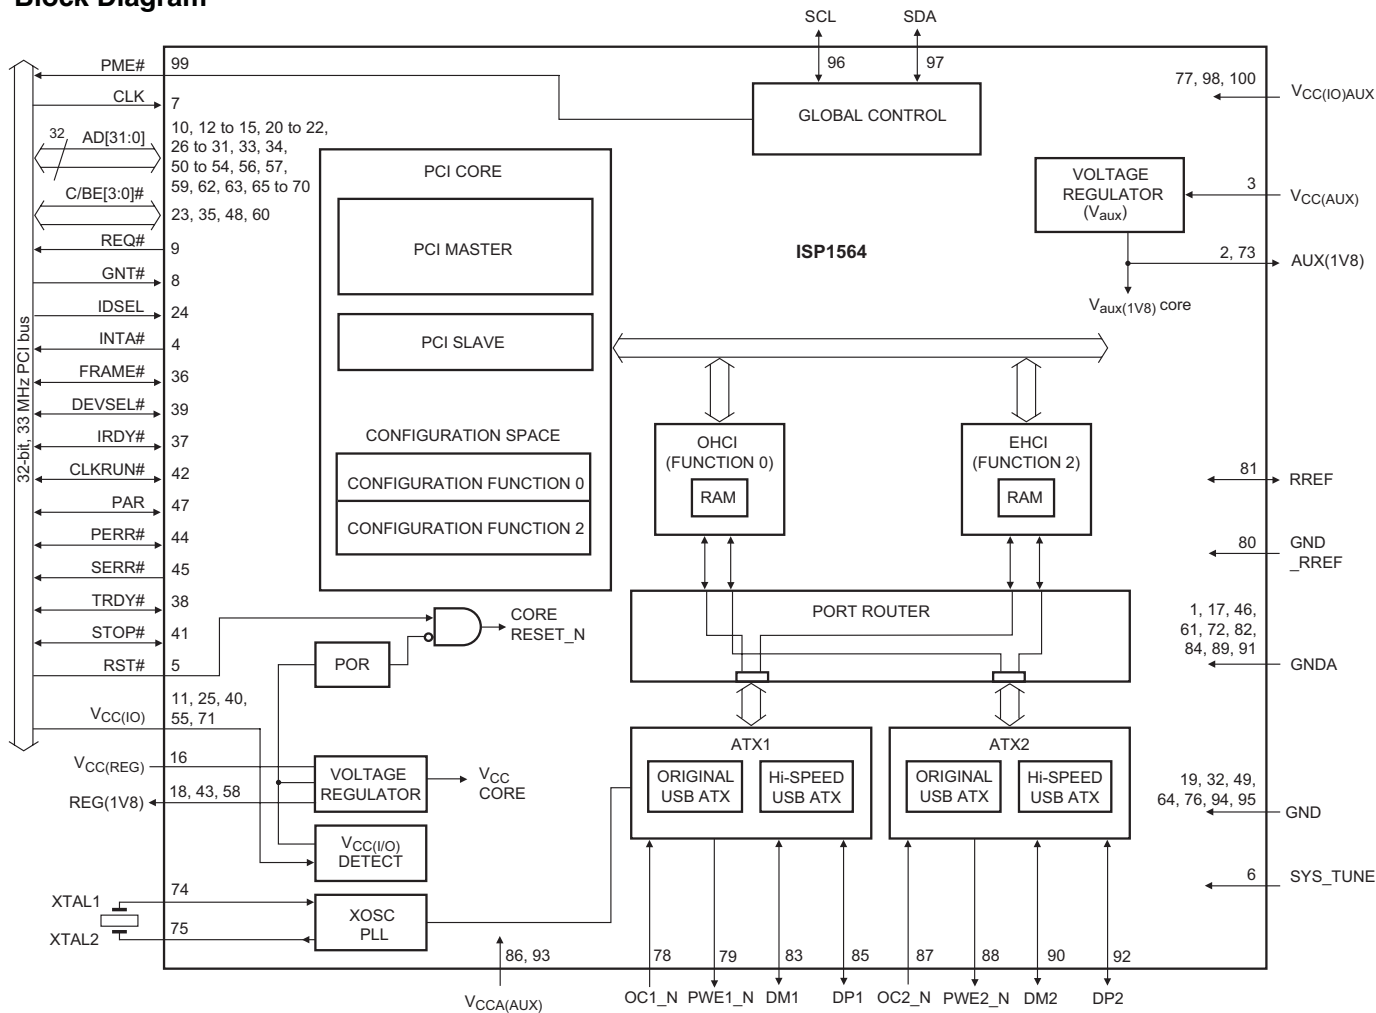 Block Diagram
SCL
SDA
96
97
PME#
99
CLK
7
32
AD[31:0]
10, 12 to 15, 20 to 22,
26 to 31, 33, 34,
50 to 54, 56, 57,
59, 62, 63, 65 to 70
C/BE[3:0]#
23, 35, 48, 60
REQ#
9
GNT#
8
IDSEL
24
INTA#
4
FRAME#
36
DEVSEL#
39
IRDY#
37
CLKRUN#
42
PAR
47
PERR#
44
SERR#
45
TRDY#
38
STOP#
41
RST#
5
VCC(IO)
11, 25, 40,
55, 71
32-bit, 33 MHz PCI bus
VCC(REG)
16
REG(1V8)
18, 43, 58
XTAL1
74
XTAL2
75
GLOBAL CONTROL
PCI CORE
PCI MASTER
PCI SLAVE
CONFIGURATION SPACE
CONFIGURATION FUNCTION 0
CONFIGURATION FUNCTION 2
ISP1564
VOLTAGE
REGULATOR
(Vaux)
Vaux(1V8) core
77, 98, 100
VCC(IO)AUX
3
VCC(AUX)
2, 73
AUX(1V8)
OHCI
(FUNCTION 0)
RAM
EHCI
(FUNCTION 2)
RAM
81
RREF
80
GND
_RREF
CORE
RESET_N
POR
PORT ROUTER
1, 17, 46,
61, 72, 82,
84, 89, 91
GNDA
VOLTAGE
REGULATOR
VCC
CORE
VCC(I/O)
DETECT
XOSC
PLL
ATX1
ORIGINAL
USB ATX
Hi-SPEED
USB ATX
ATX2
ORIGINAL
USB ATX
Hi-SPEED
USB ATX
19, 32, 49,
64, 76, 94, 95
GND
6
SYS_TUNE
86, 93
78
79
83
85
87
88
90
92
VCCA(AUX)
OC1_N
PWE1_N
DM1
DP1
OC2_N
PWE2_N
DM2
DP2